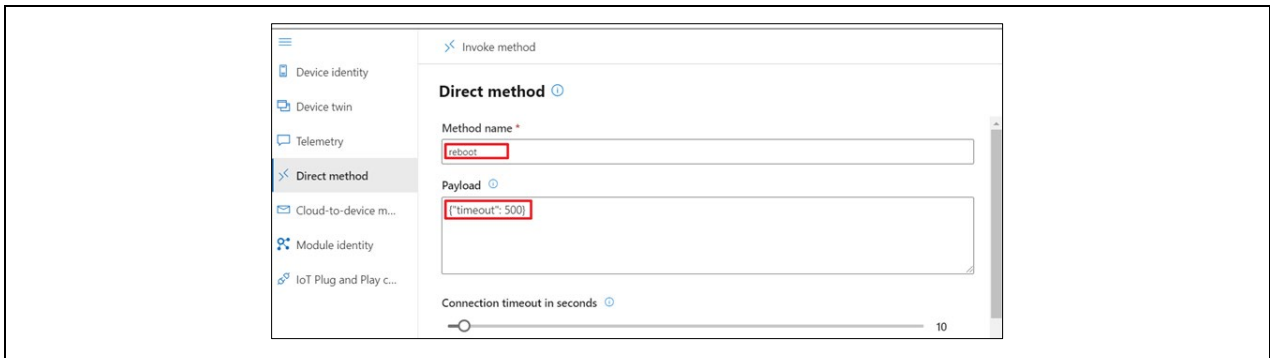 Device identity
Device twin
Telemetry
Direct method
Cloud-to-device m...
Module identity
IoT Plug and Play c...
Invoke method
Direct method
Method name *
reboot
Payload
{"timeout": 500}
Connection timeout in seconds
10